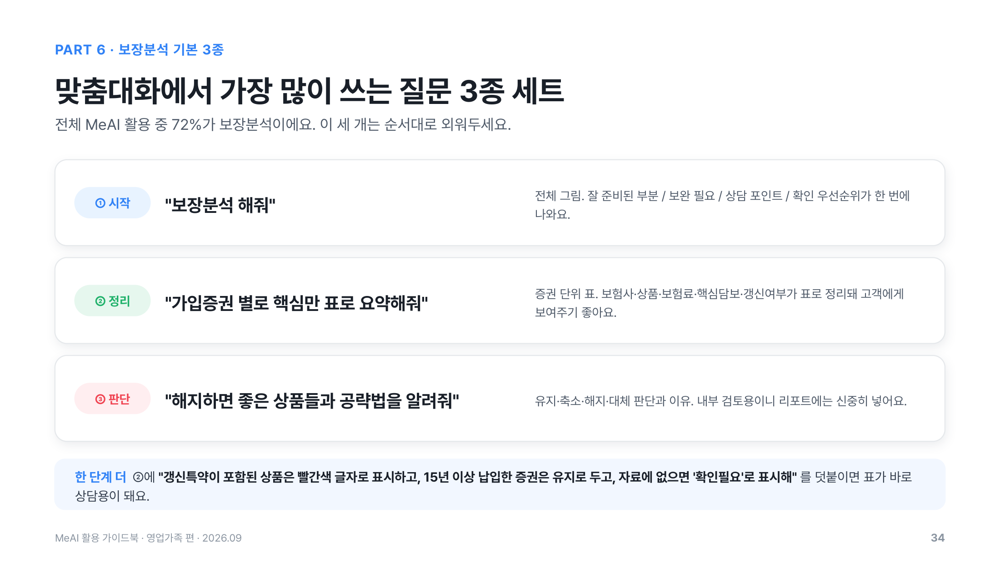 PART 6 · 보장분석 기본 3종
맞춤대화에서 가장 많이 쓰는 질문 3종 세트
전체 MeAI 활용 중 72%가 보장분석이에요. 이 세 개는 순서대로 외워두세요.
① 시작
"보장분석 해줘"
전체 그림. 잘 준비된 부분 / 보완 필요 / 상담 포인트 / 확인 우선순위가 한 번에
나와요.
② 정리
"가입증권 별로 핵심만 표로 요약해줘"
증권 단위 표. 보험사·상품·보험료·핵심담보·갱신여부가 표로 정리돼 고객에게
보여주기 좋아요.
③ 판단
"해지하면 좋은 상품들과 공략법을 알려줘"
유지·축소·해지·대체 판단과 이유. 내부 검토용이니 리포트에는 신중히 넣어요.
한 단계 더 ②에 "갱신특약이 포함된 상품은 빨간색 글자로 표시하고, 15년 이상 납입한 증권은 유지로 두고, 자료에 없으면 '확인필요'로 표시해" 를 덧붙이면 표가 바로
상담용이 돼요.
MeAI 활용 가이드북 · 영업가족 편 · 2026.09
34